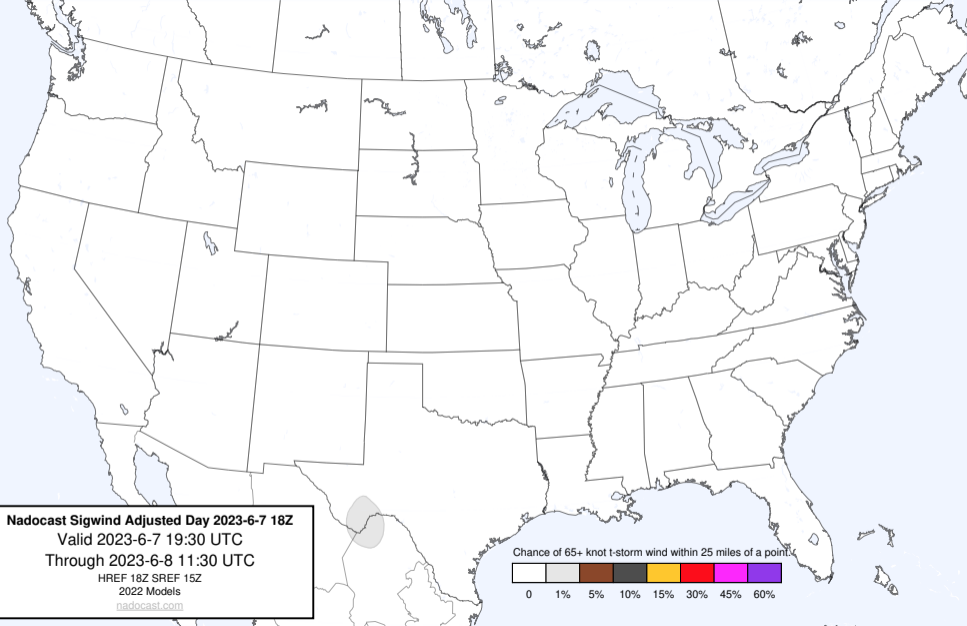 Nadocast Sigwind Adjusted Day 2023-6-7 18Z
Valid 2023-6-7 19:30 UTC
Through 2023-6-8 11:30 UTC
HREF 18Z SREF 15Z
2022 Models
nadocast.com
Chance of 65+ knot t-storm wind within 25 miles of a point.
0 1% 5% 10% 15% 30% 45% 60%